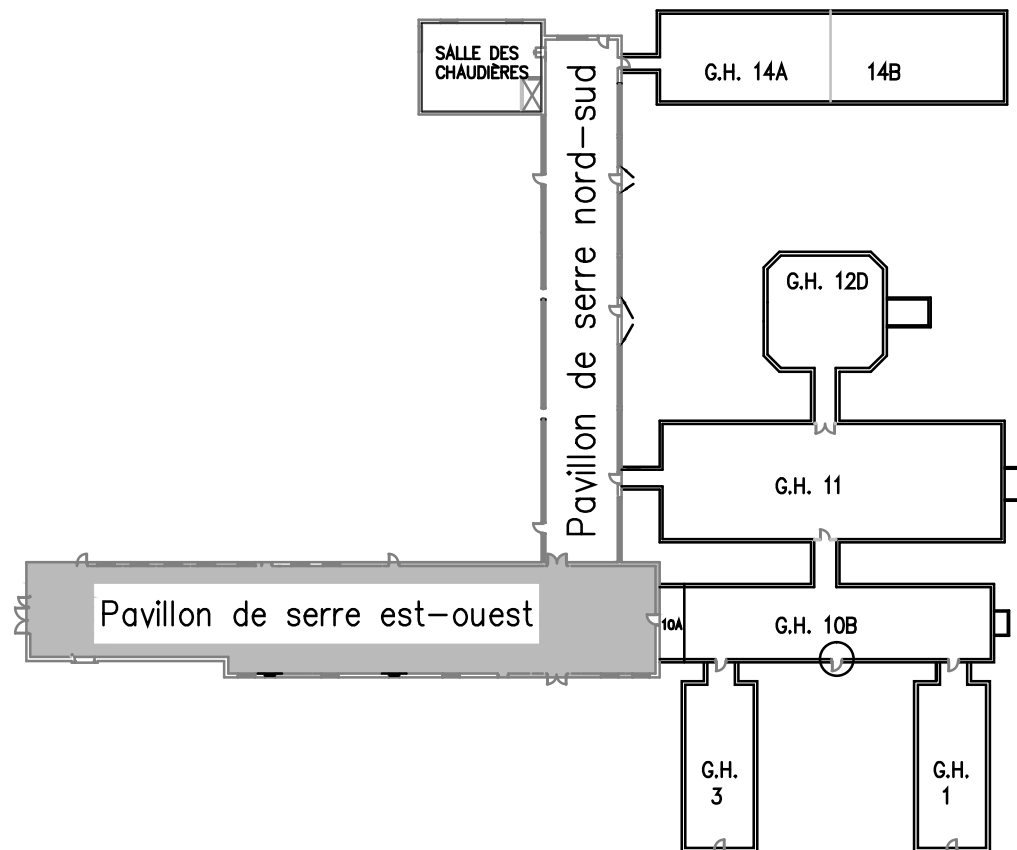 SALLE DES
CHAUDIÈRES
G.H. 14A
14B
Pavillon de serre nord-sud
G.H. 12D
G.H. 11
Pavillon de serre est-ouest
10A
G.H. 10B
G.H.
3
G.H.
1